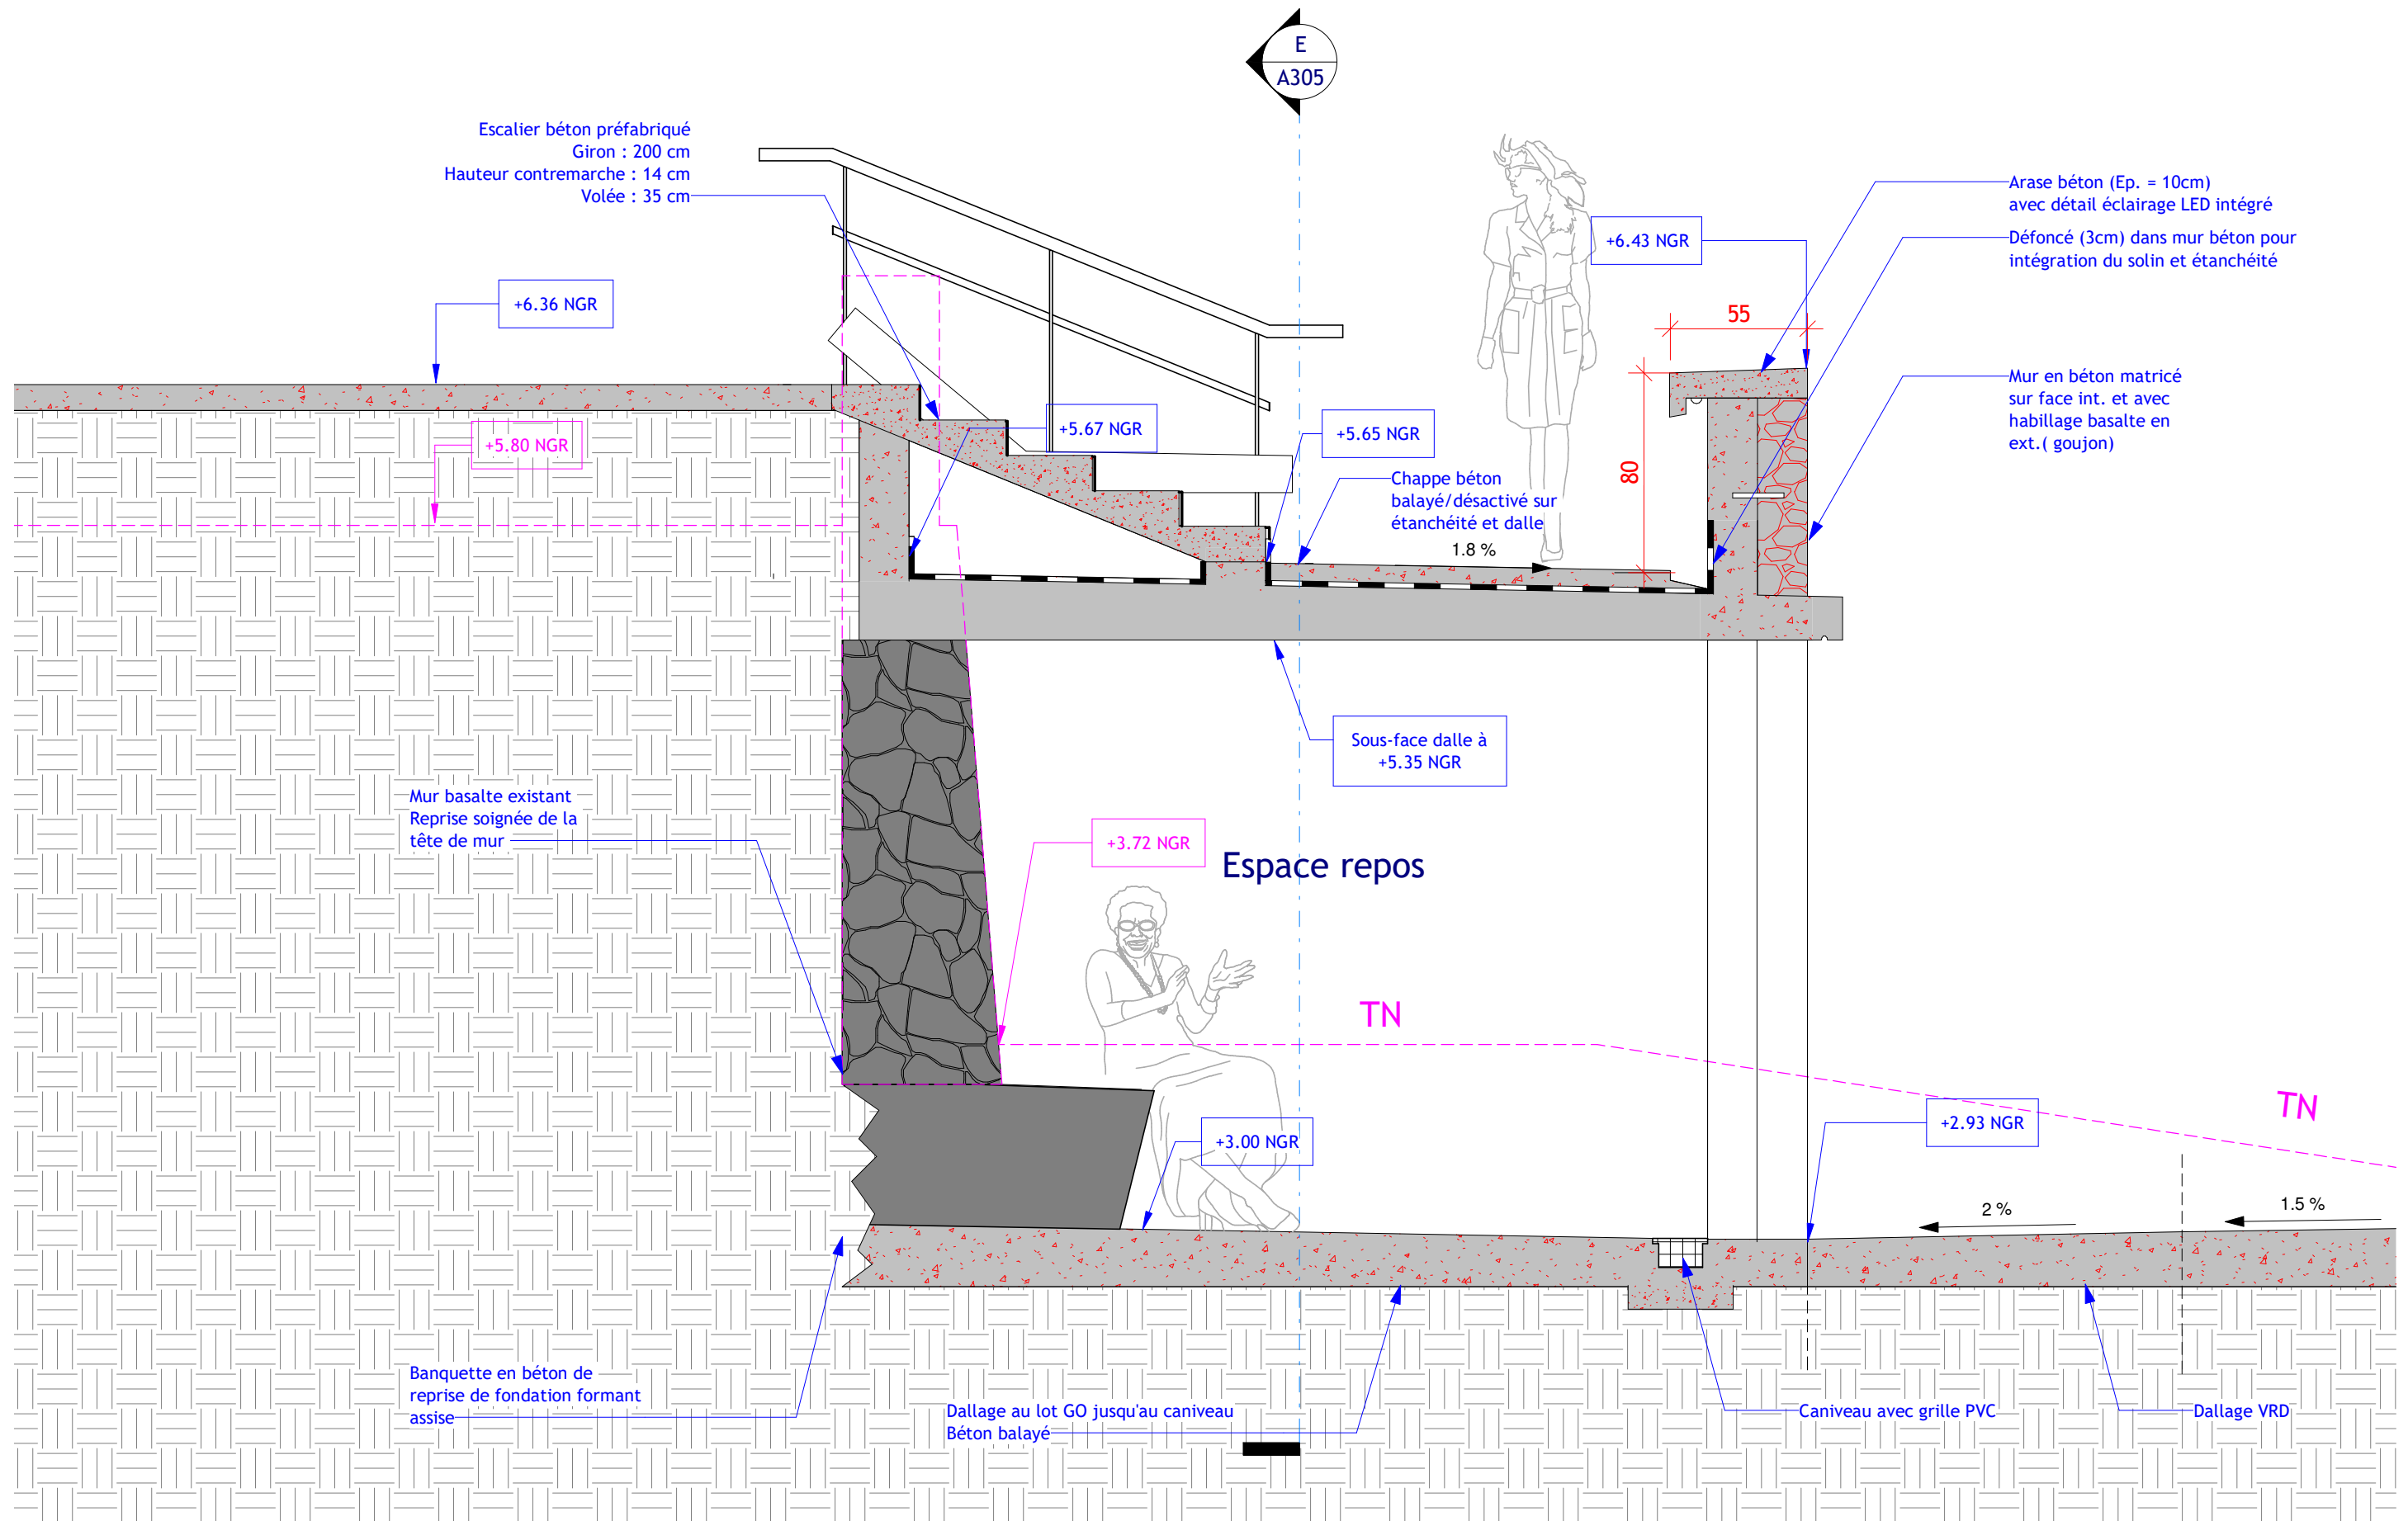 E
A305
Escalier béton préfabriqué
Giron : 200 cm
Hauteur contremarche : 14 cm
Volée : 35 cm
Arase béton (Ep. = 10cm)
avec détail éclairage LED intégré
+6.43 NGR
Défoncé (3cm) dans mur béton pour
intégration du solin et étanchéité
+6.36 NGR
55
Mur en béton matricé
sur face int. et avec
habillage basalte en
ext.( goujon)
+5.80 NGR
+5.67 NGR
+5.65 NGR
80
Chappe béton
balayé/désactivé sur
étanchéité et dalle
1.8 %
Sous-face dalle à
+5.35 NGR
Mur basalte existant
Reprise soignée de la
tête de mur
+3.72 NGR
Espace repos
TN
TN
+3.00 NGR
+2.93 NGR
2 %
1.5 %
Banquette en béton de
reprise de fondation formant
assise
Dallage au lot GO jusqu'au caniveau
Béton balayé
Caniveau avec grille PVC
Dallage VRD